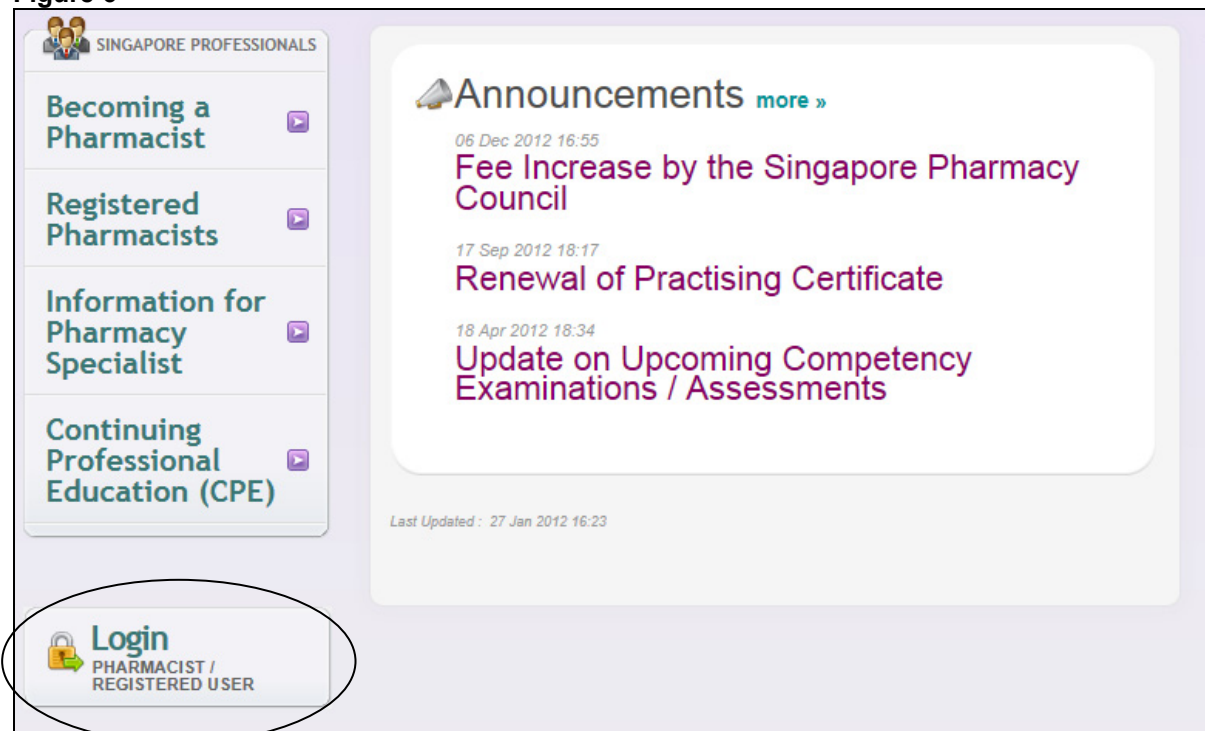 SINGAPORE PROFESSIONALS
Becoming a
Pharmacist
Registered
Pharmacists
Information for
Pharmacy
Specialist
Continuing
Professional
Education (CPE)
Login
PHARMACIST /
REGISTERED USER
Announcements more »
06 Dec 2012 16:55
Fee Increase by the Singapore Pharmacy
Council
17 Sep 2012 18:17
Renewal of Practising Certificate
18 Apr 2012 18:34
Update on Upcoming Competency
Examinations / Assessments
Last Updated : 27 Jan 2012 16:23